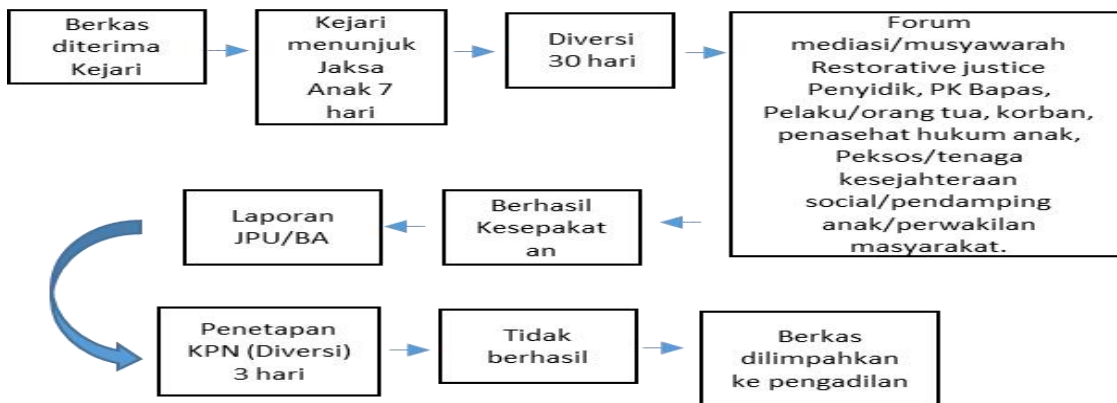 Berkas
diterima
Kejari
Kejari
menunjuk
Jaksa
Anak 7
hari
Diversi
30 hari
Forum
mediasi/musyawarah
Restorative justice
Penyidik, PK Bapas,
Pelaku/orang tua, korban,
penasehat hukum anak,
Peksos/tenaga
kesejahteraan
social/pendamping
anak/perwakilan
masyarakat.
Berhasil
Kesepakat
an
Laporan
JPU/BA
Penetapan
KPN (Diversi)
3 hari
Tidak
berhasil
Berkas
dilimpahkan
ke pengadilan